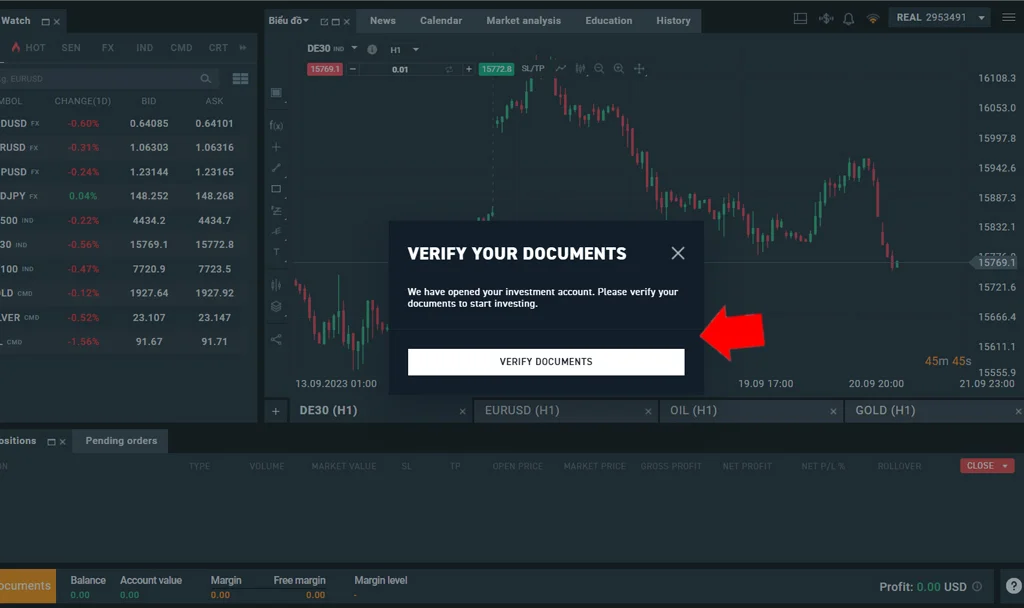 Watch
Biểu đồ News Calendar Market analysis Education History
REAL 2953491
HOT SEN FX IND CMD CRT »
DE30 IND H1
EURUSD
15769.1 − 0.01 + 15772.8 SL/TP
MBOL CHANGE(1D) BID ASK
DUSD FX -0.60% 0.64085 0.64101
RUSD FX -0.31% 1.06303 1.06316
PUSD FX -0.24% 1.23144 1.23165
DJPY FX 0.04% 148.252 148.268
500 IND -0.22% 4434.2 4434.7
30 IND -0.56% 15769.1 15772.8
100 IND -0.47% 7720.9 7723.5
LD CMD -0.12% 1927.64 1927.92
VER CMD -0.52% 23.107 23.147
CMD -1.56% 91.67 91.71
f(x)
T
16108.3
16053.0
15997.8
15942.6
15887.3
15832.1
15769.1
15721.6
15666.4
15611.1
15555.9
VERIFY YOUR DOCUMENTS
We have opened your investment account. Please verify your
documents to start investing.
VERIFY DOCUMENTS
45m 45s
13.09.2023 01:00 19.09 17:00 20.09 20:00 21.09 23:00
+ DE30 (H1) × EURUSD (H1) × OIL (H1) × GOLD (H1) ×
ositions Pending orders
ON TYPE VOLUME MARKET VALUE SL TP OPEN PRICE MARKET PRICE GROSS PROFIT NET PROFIT NET P/L % ROLLOVER CLOSE
ocuments
Balance Account value Margin Free margin Margin level
0.00 0.00 0.00 0.00 -
Profit: 0.00 USD
?